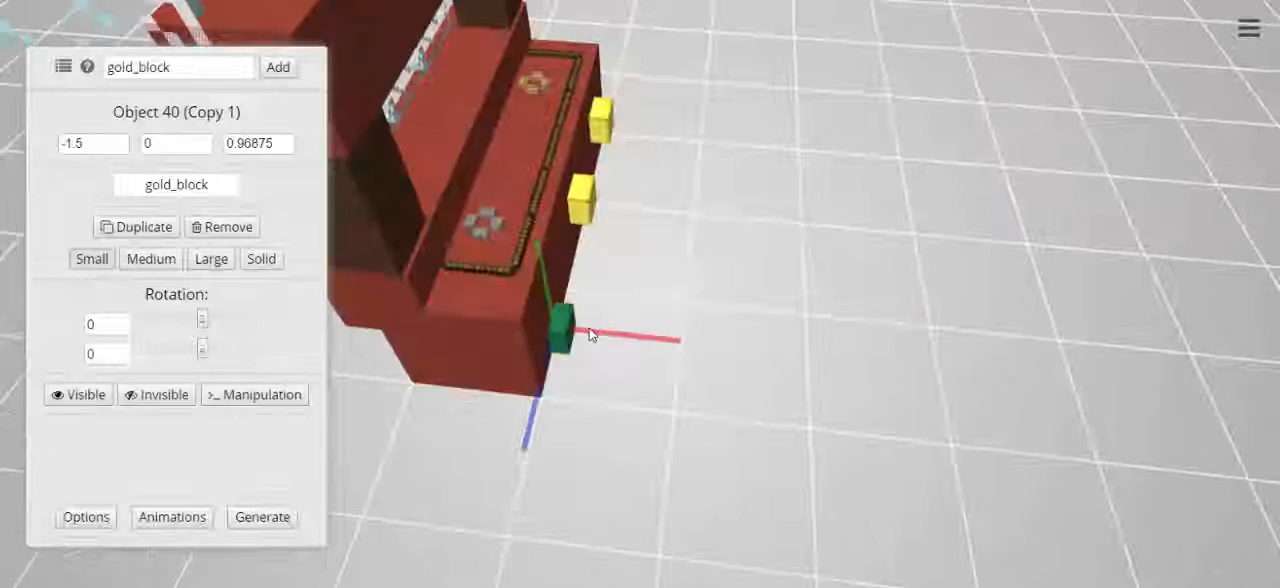 gold_block Add
Object 40 (Copy 1)
-1.5 0 0.96875
gold_block
Duplicate Remove
Small Medium Large Solid
Rotation:
0
0
Visible Invisible >_ Manipulation
Options Animations Generate